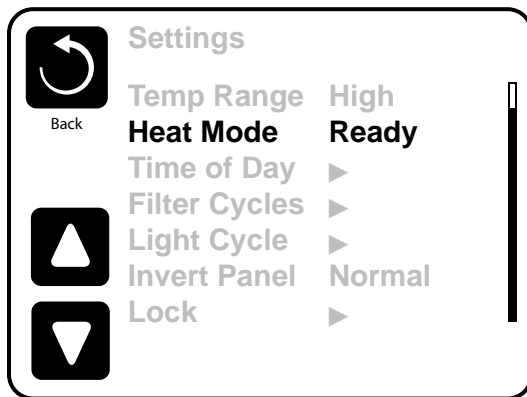 Settings
Back
Temp Range High
Heat Mode Ready
Time of Day ▶
Filter Cycles ▶
Light Cycle ▶
Invert Panel Normal
Lock ▶